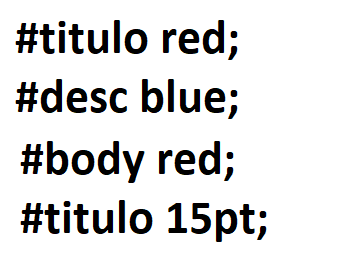 #titulo red;
#desc blue;
#body red;
#titulo 15pt;